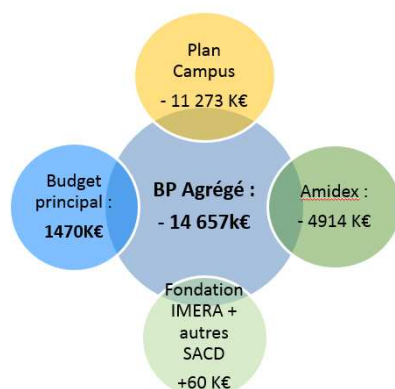 Plan
Campus
- 11 273 K€
Budget
principal :
1470K€
BP Agrégé :
- 14 657k€
Amidex :
- 4914 K€
Fondation
IMERA +
autres
SACD
+60 K€